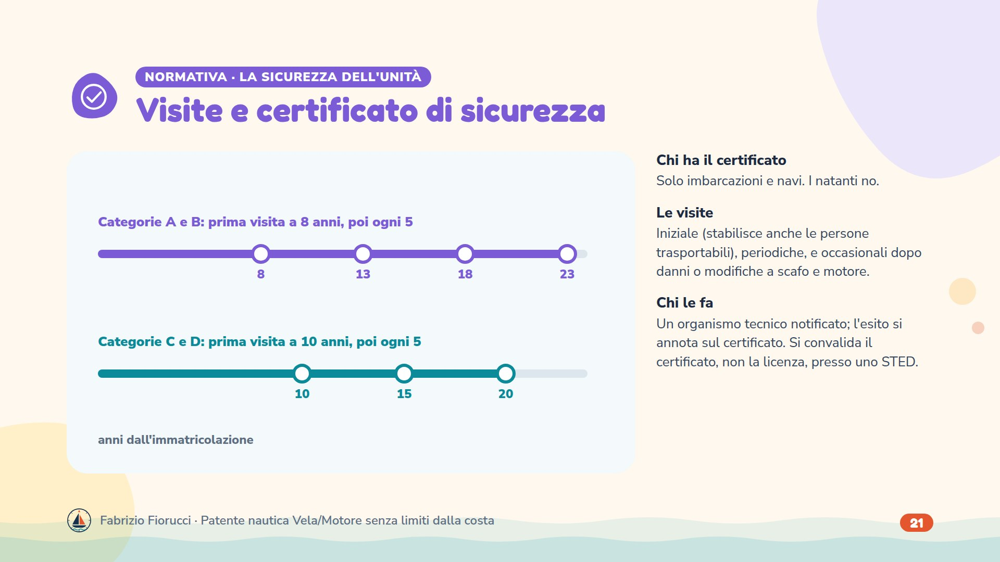 NORMATIVA · LA SICUREZZA DELL'UNITÀ
Visite e certificato di sicurezza
Categorie A e B: prima visita a 8 anni, poi ogni 5
8
13
18
23
Categorie C e D: prima visita a 10 anni, poi ogni 5
10
15
20
anni dall'immatricolazione
Chi ha il certificato
Solo imbarcazioni e navi. I natanti no.
Le visite
Iniziale (stabilisce anche le persone
trasportabili), periodiche, e occasionali dopo
danni o modifiche a scafo e motore.
Chi le fa
Un organismo tecnico notificato; l'esito si
annota sul certificato. Si convalida il
certificato, non la licenza, presso uno STED.
Fabrizio Fiorucci · Patente nautica Vela/Motore senza limiti dalla costa
21